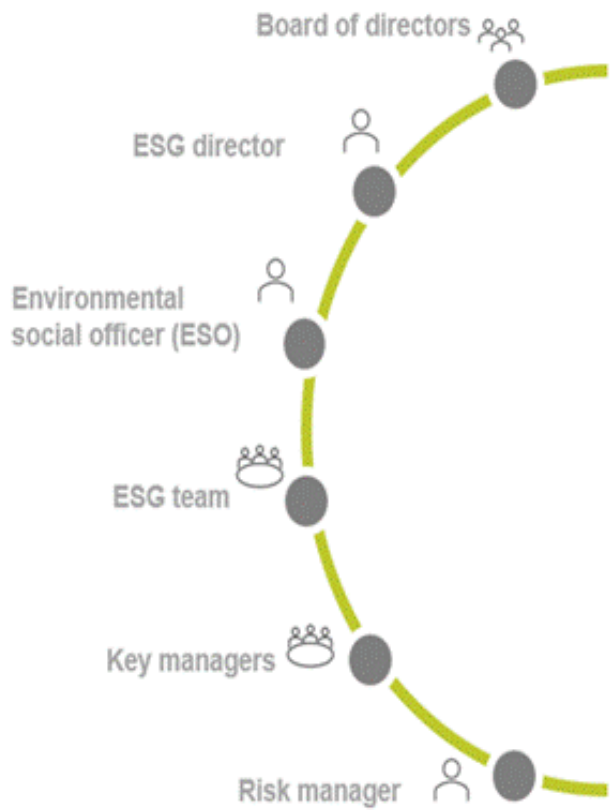 Board of directors
ESG director
Environmental
social officer (ESO)
ESG team
Key managers
Risk manager